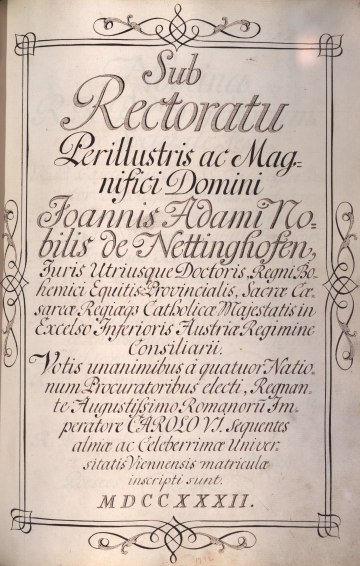 Sub
Rectoratu
Perillustris ac Mag-
nifici Domini
Joannis Adami No-
bilis de Nettinghofen,
Juris Utriusque Doctoris, Regni Bo-
hemici Equitis Provincialis, Sacræ Cæ-
sareæ Regiæqȝ Catholicæ Majestatis in
Excelso Inferioris Austriæ Regimine
Consiliarii.
Votis unanimibus á quatuor Natio-
num Procuratoribus electi, Regnan-
te Augustißimo Romanorū Im-
peratore CAROLO VI. sequentes
almæ ac Celeberrimæ Univer-
sitatis Viennensis matriculæ
inscripti sunt.
MDCCXXXII.